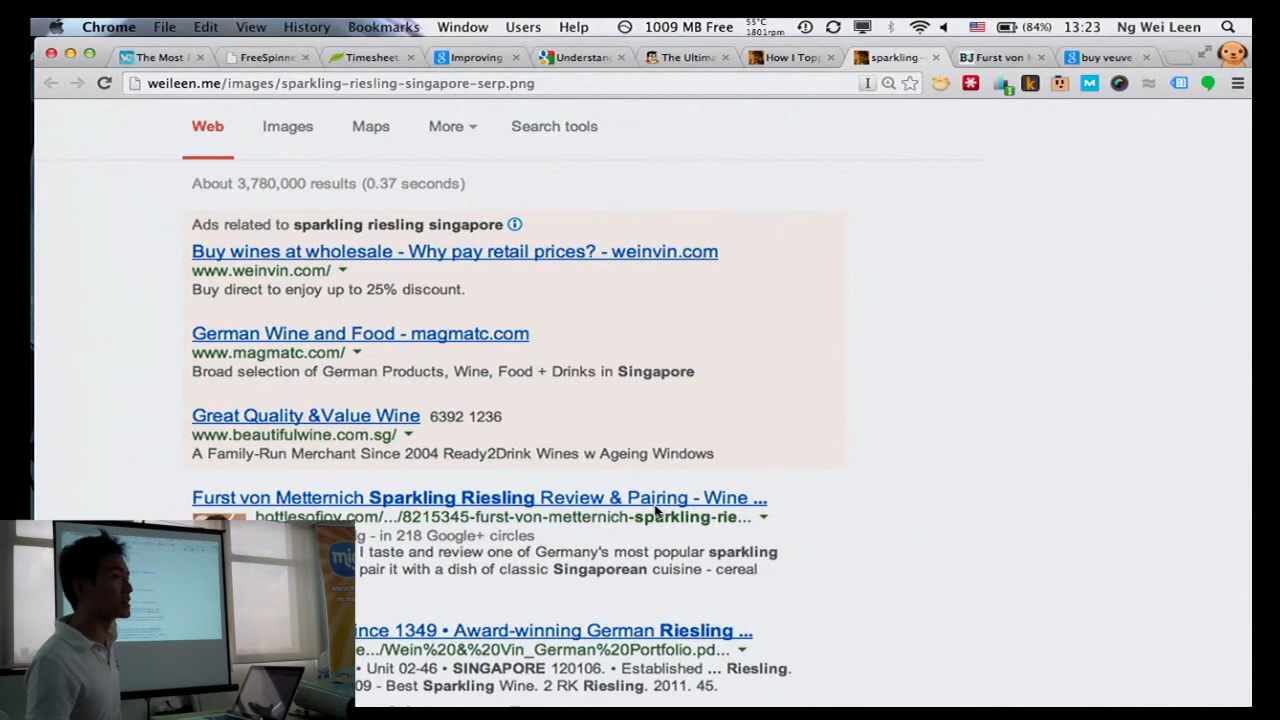 Chrome File Edit View History Bookmarks Window Users Help 1009 MB Free 55°C 1801rpm (84%) 13:23 Ng Wei Leen
The Most FreeSpinne Timesheet Improving Understan The Ultima How I Topp sparkling- Furst von buy veuve
weileen.me/images/sparkling-riesling-singapore-serp.png
Web Images Maps More Search tools
About 3,780,000 results (0.37 seconds)
Ads related to sparkling riesling singapore
Buy wines at wholesale - Why pay retail prices? - weinvin.com
www.weinvin.com/
Buy direct to enjoy up to 25% discount.
German Wine and Food - magmatc.com
www.magmatc.com/
Broad selection of German Products, Wine, Food + Drinks in Singapore
Great Quality &Value Wine 6392 1236
www.beautifulwine.com.sg/
A Family-Run Merchant Since 2004 Ready2Drink Wines w Ageing Windows
Furst von Metternich Sparkling Riesling Review & Pairing - Wine ...
bottlesofjoy.com/.../8215345-furst-von-metternich-sparkling-rie...
g - in 218 Google+ circles
I taste and review one of Germany's most popular sparkling
pair it with a dish of classic Singaporean cuisine - cereal
ince 1349 • Award-winning German Riesling ...
e.../Wein%20&%20Vin_German%20Portfolio.pd...
• Unit 02-46 • SINGAPORE 120106. • Established ... Riesling.
09 - Best Sparkling Wine. 2 RK Riesling. 2011. 45.